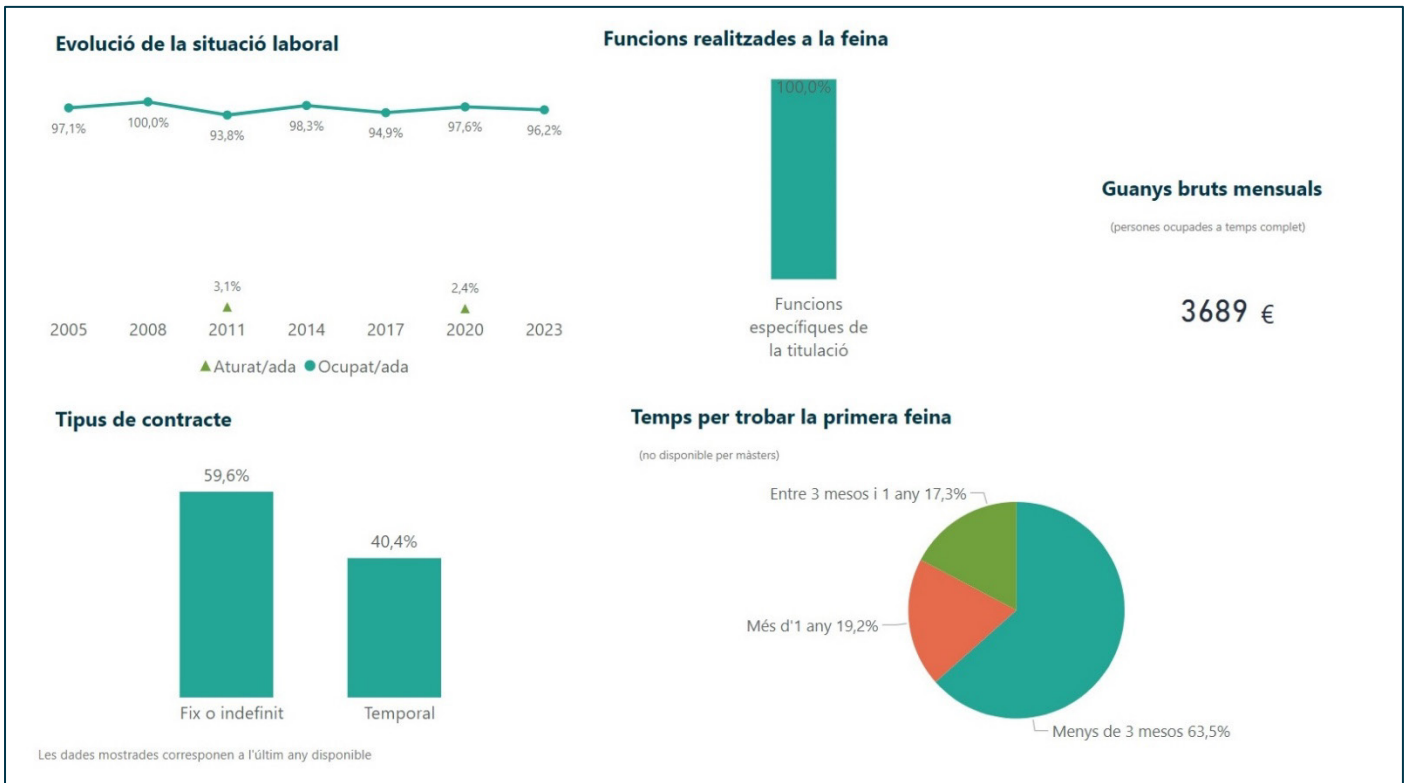 Evolució de la situació laboral
97,1%
100,0%
93,8%
98,3%
94,9%
97,6%
96,2%
3,1%
2,4%
2005 2008 2011 2014 2017 2020 2023
Aturat/ada Ocupat/ada
Funcions realitzades a la feina
100,0%
Funcions
específiques de
la titulació
Guanys bruts mensuals
(persones ocupades a temps complet)
3689 €
Tipus de contracte
59,6%
40,4%
Fix o indefinit Temporal
Les dades mostrades corresponen a l'últim any disponible
Temps per trobar la primera feina
(no disponible per màsters)
Entre 3 mesos i 1 any 17,3%
Més d'1 any 19,2%
Menys de 3 mesos 63,5%